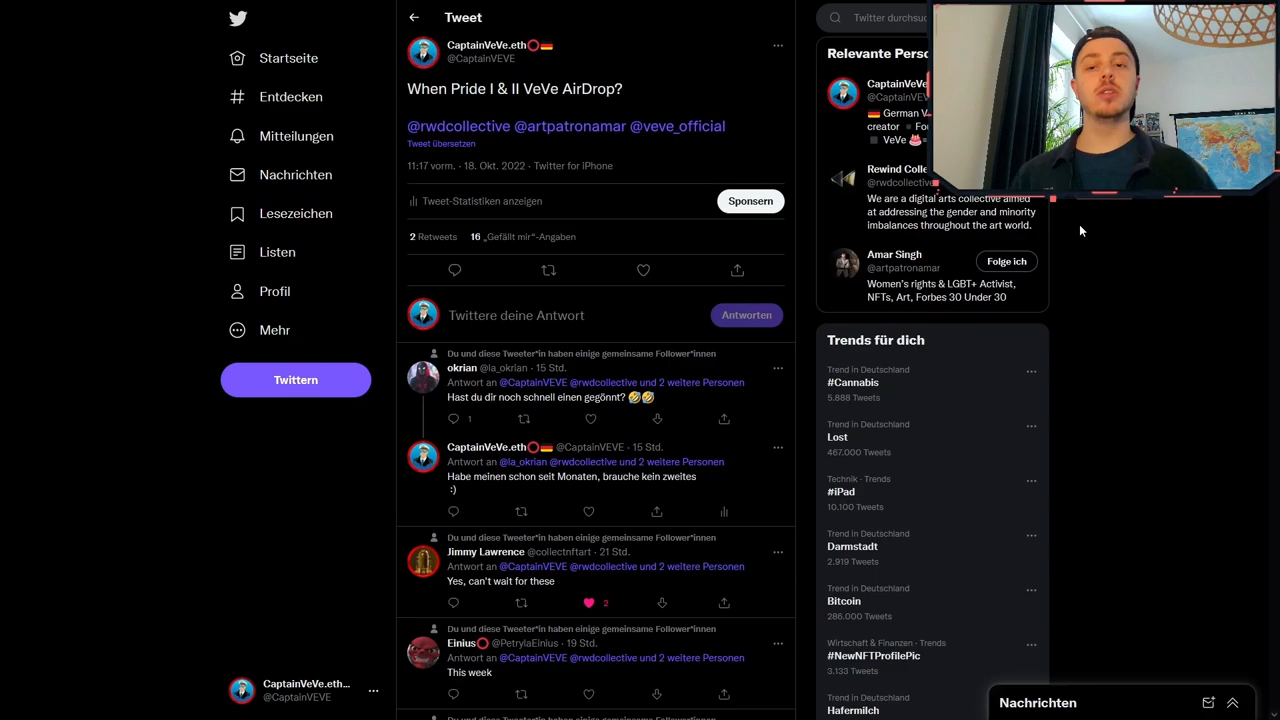 Startseite
Entdecken
Mitteilungen
Nachrichten
Lesezeichen
Listen
Profil
Mehr
Twittern
CaptainVeVe.eth...
@CaptainVEVE
Tweet
CaptainVeVe.eth⭕🇩🇪
@CaptainVEVE
When Pride I & II VeVe AirDrop?
@rwdcollective @artpatronamar @veve_official
Tweet übersetzen
11:17 vorm. · 18. Okt. 2022 · Twitter for iPhone
Tweet-Statistiken anzeigen
Sponsern
2 Retweets 16 „Gefällt mir“-Angaben
Twittere deine Antwort
Antworten
Du und diese Tweeter*in haben einige gemeinsame Follower*innen
okrian @la_okrian · 15 Std.
Antwort an @CaptainVEVE @rwdcollective und 2 weitere Personen
Hast du dir noch schnell einen gegönnt? 🤣🤣
1
CaptainVeVe.eth⭕🇩🇪 @CaptainVEVE · 15 Std.
Antwort an @la_okrian @rwdcollective und 2 weitere Personen
Habe meinen schon seit Monaten, brauche kein zweites
:)
Du und diese Tweeter*in haben einige gemeinsame Follower*innen
Jimmy Lawrence @collectnftart · 21 Std.
Antwort an @CaptainVEVE @rwdcollective und 2 weitere Personen
Yes, can't wait for these
2
Du und diese Tweeter*in haben einige gemeinsame Follower*innen
Einius⭕ @PetrylaEinius · 19 Std.
Antwort an @CaptainVEVE @rwdcollective und 2 weitere Personen
This week
Twitter durchsu
Relevante Perso
CaptainVeVe
@CaptainVE
🇩🇪 German V
creator
VeVe
Rewind Colle
@rwdcollective
We are a digital arts collective aimed
at addressing the gender and minority
imbalances throughout the art world.
Amar Singh
@artpatronamar
Folge ich
Women’s rights & LGBT+ Activist,
NFTs, Art, Forbes 30 Under 30
Trends für dich
Trend in Deutschland
#Cannabis
5.888 Tweets
Trend in Deutschland
Lost
467.000 Tweets
Technik · Trends
#iPad
10.100 Tweets
Trend in Deutschland
Darmstadt
2.919 Tweets
Trend in Deutschland
Bitcoin
286.000 Tweets
Wirtschaft & Finanzen · Trends
#NewNFTProfilePic
3.133 Tweets
Trend in Deutschland
Hafermilch
Nachrichten